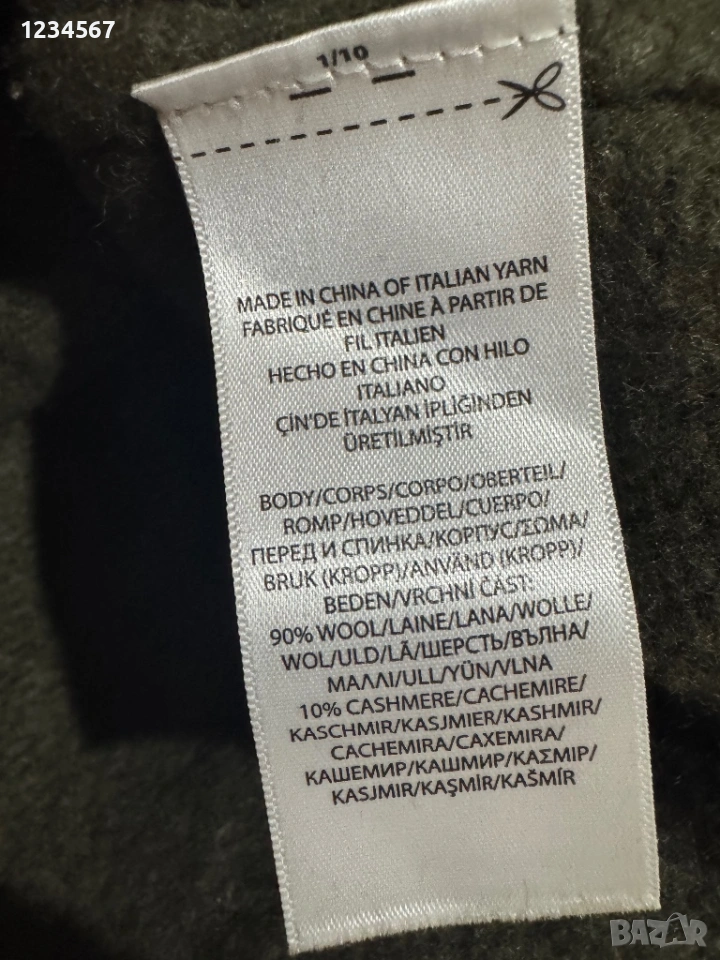 1234567
1/10
MADE IN CHINA OF ITALIAN YARN
FABRIQUÉ EN CHINE À PARTIR DE
FIL ITALIEN
HECHO EN CHINA CON HILO
ITALIANO
ÇİN'DE İTALYAN İPLİĞİNDEN
ÜRETİLMİŞTİR
BODY/CORPS/CORPO/OBERTEIL/
ROMP/HOVEDDEL/CUERPO/
ПЕРЕД И СПИНКА/КОРПУС/ΣΩΜΑ/
BRUK (KROPP)/ANVÄND (KROPP)/
BEDEN/VRCHNÍ ČÁST:
90% WOOL/LAINE/LANA/WOLLE/
WOL/ULD/LÃ/ШЕРСТЬ/ВЪЛНА/
ΜΑΛΛΙ/ULL/YÜN/VLNA
10% CASHMERE/CACHEMIRE/
KASCHMIR/KASJMIER/KASHMIR/
CACHEMIRA/CAXEMIRA/
КАШЕМИР/КАШМИР/ΚΑΣΜΙΡ/
KASJMIR/KAŞMİR/KAŠMÍR
BAZAR